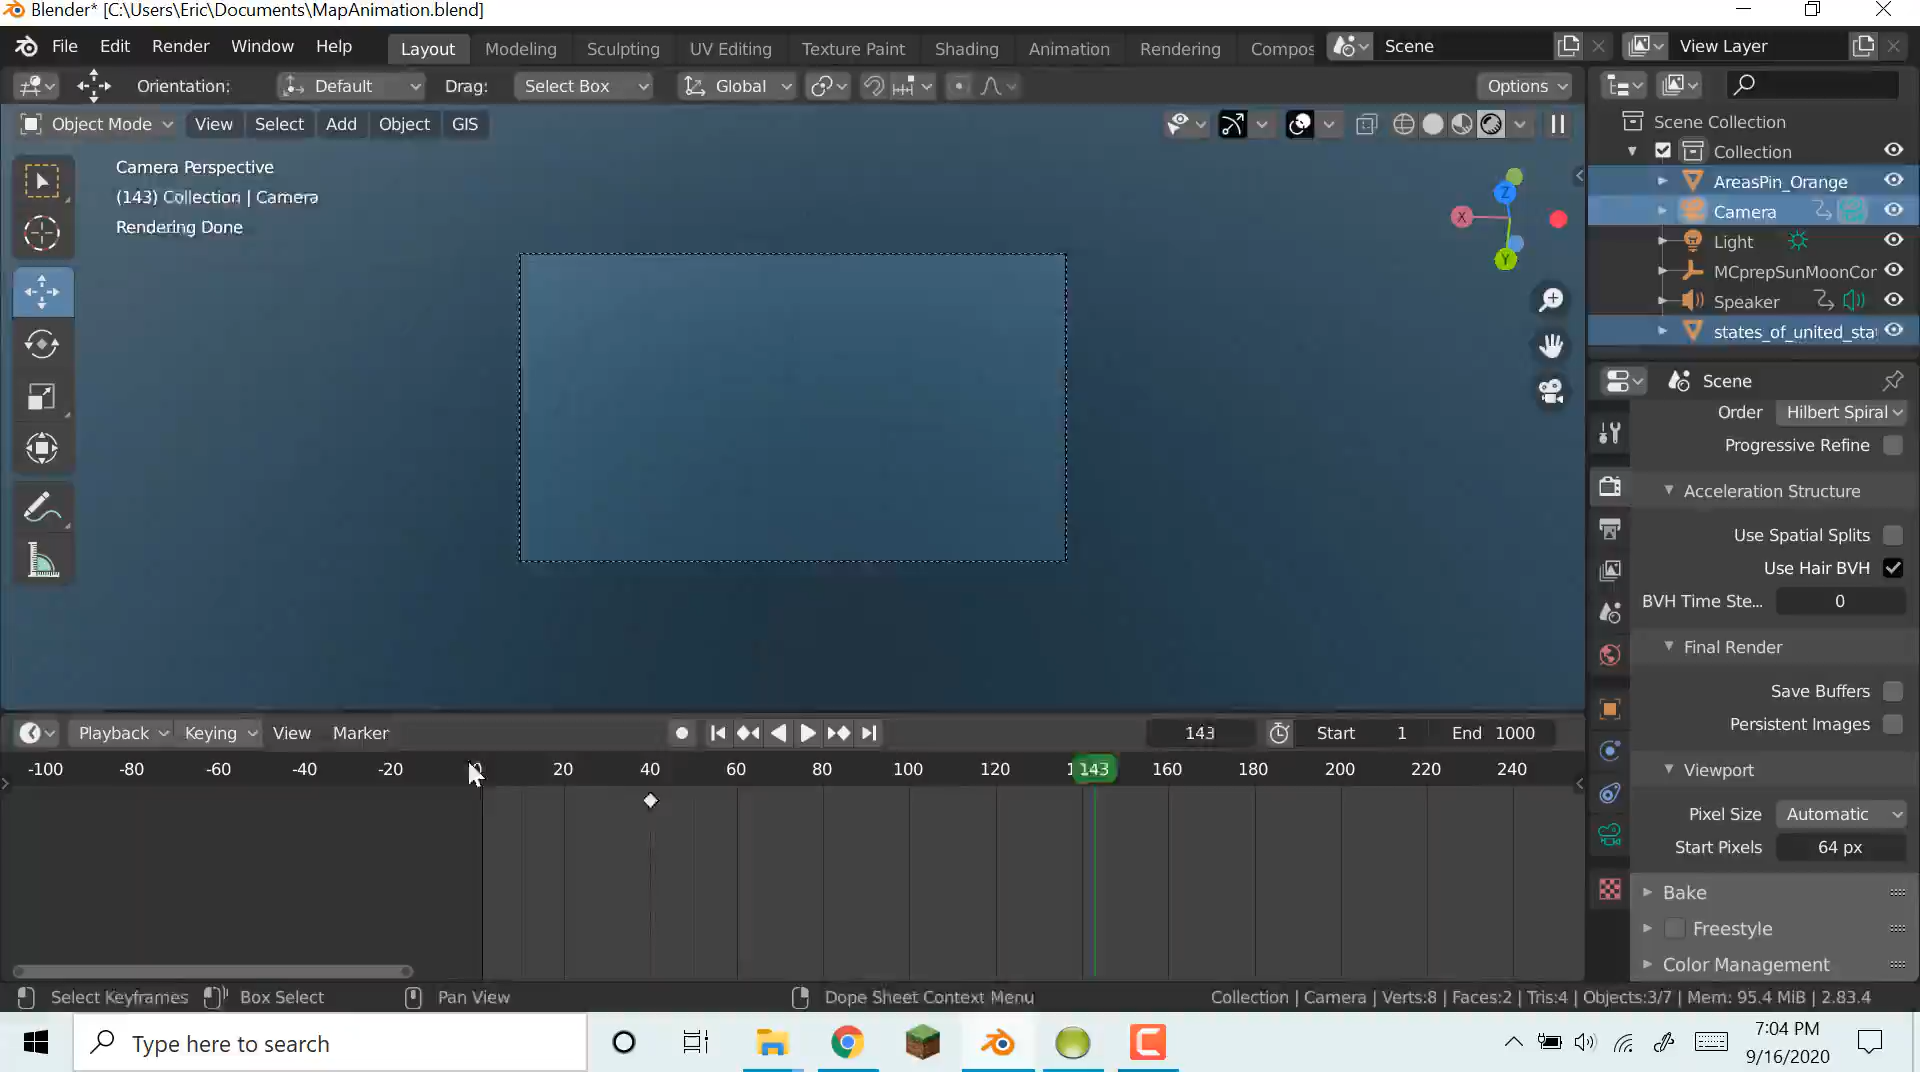 Blender* [C:\Users\Eric\Documents\MapAnimation.blend]
File Edit Render Window Help Layout Modeling Sculpting UV Editing Texture Paint Shading Animation Rendering Compos Scene View Layer
Orientation: Default Drag: Select Box Global Options
Object Mode View Select Add Object GIS
Camera Perspective
(143) Collection | Camera
Rendering Done
X Z Y
Scene Collection
Collection
AreasPin_Orange
Camera
Light
MCprepSunMoonCor
Speaker
states_of_united_sta
Scene
Order Hilbert Spiral
Progressive Refine
Acceleration Structure
Use Spatial Splits
Use Hair BVH
BVH Time Ste... 0
Final Render
Save Buffers
Persistent Images
Viewport
Pixel Size Automatic
Start Pixels 64 px
Bake
Freestyle
Color Management
Playback Keying View Marker 143 Start 1 End 1000
-100 -80 -60 -40 -20 20 40 60 80 100 120 143 160 180 200 220 240
Select Keyframes Box Select Pan View Dope Sheet Context Menu Collection | Camera | Verts:8 | Faces:2 | Tris:4 | Objects:3/7 | Mem: 95.4 MiB | 2.83.4
Type here to search
7:04 PM
9/16/2020